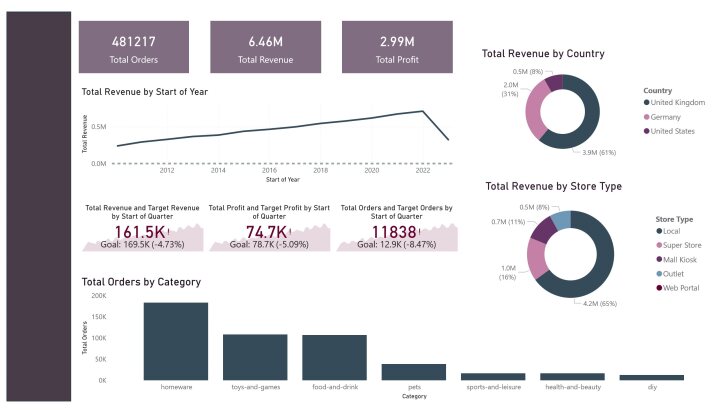 481217
Total Orders
6.46M
Total Revenue
2.99M
Total Profit
Total Revenue by Start of Year
Total Revenue
0.5M
0.0M
2012
2014
2016
2018
2020
2022
Start of Year
Total Revenue and Target Revenue
by Start of Quarter
161.5K!
Goal: 169.5K (-4.73%)
Total Profit and Target Profit by Start
of Quarter
74.7K!
Goal: 78.7K (-5.09%)
Total Orders and Target Orders by
Start of Quarter
11838!
Goal: 12.9K (-8.47%)
Total Orders by Category
Total Orders
200K
150K
100K
50K
0K
homeware
toys-and-games
food-and-drink
pets
sports-and-leisure
health-and-beauty
diy
Category
Total Revenue by Country
0.5M (8%)
2.0M
(31%)
3.9M (61%)
Country
United Kingdom
Germany
United States
Total Revenue by Store Type
0.5M (8%)
0.7M (11%)
1.0M
(16%)
4.2M (65%)
Store Type
Local
Super Store
Mall Kiosk
Outlet
Web Portal